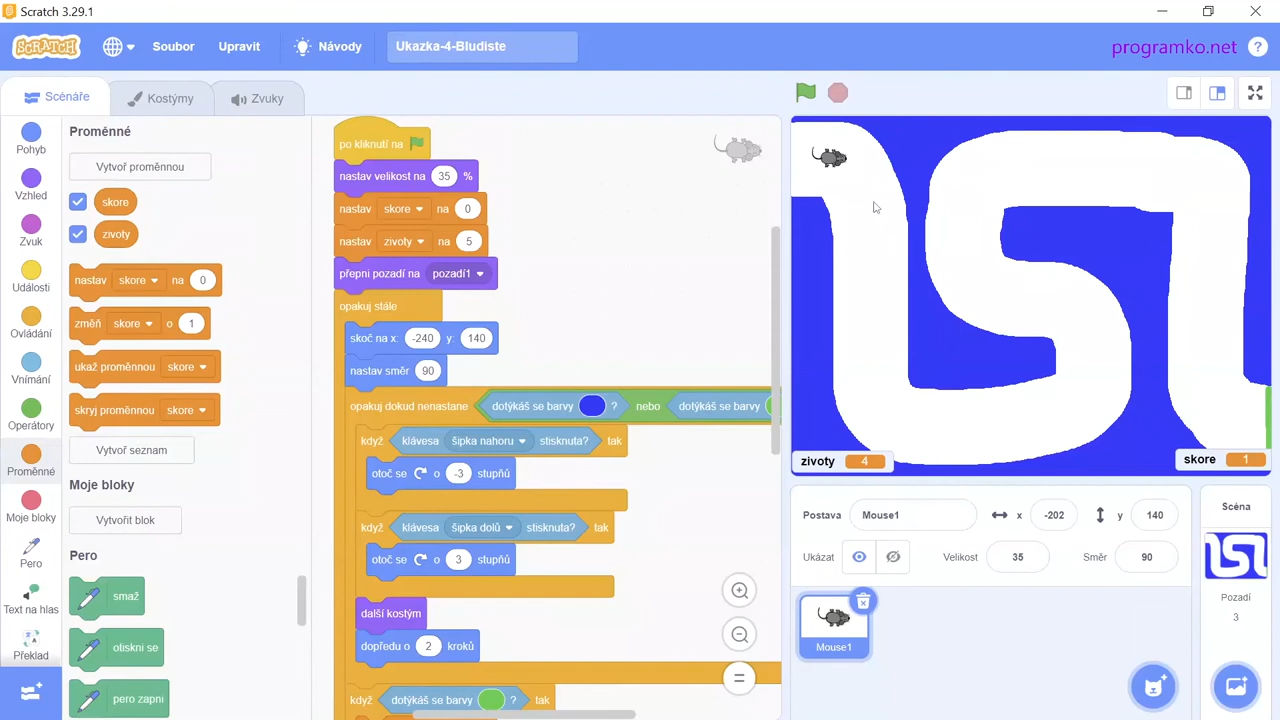 Scratch 3.29.1
SCRATCH
Soubor
Upravit
Návody
Ukazka-4-Bludiste
programko.net
?
Scénáře
Kostýmy
Zvuky
Pohyb
Vzhled
Zvuk
Události
Ovládání
Vnímání
Operátory
Proměnné
Moje bloky
Pero
Text na hlas
Překlad
Proměnné
Vytvoř proměnnou
skore
zivoty
nastav skore na 0
změň skore o 1
ukaž proměnnou skore
skryj proměnnou skore
Vytvoř seznam
Moje bloky
Vytvořit blok
Pero
smaž
otiskni se
pero zapni
po kliknutí na
nastav velikost na 35 %
nastav skore na 0
nastav zivoty na 5
přepni pozadí na pozadí1
opakuj stále
skoč na x: -240 y: 140
nastav směr 90
opakuj dokud nenastane dotýkáš se barvy ? nebo dotýkáš se barvy
když klávesa šipka nahoru stisknuta? tak
otoč se o -3 stupňů
když klávesa šipka dolů stisknuta? tak
otoč se o 3 stupňů
další kostým
dopředu o 2 kroků
když dotýkáš se barvy ? tak
zivoty 4
skore 1
Postava Mouse1 x -202 y 140
Ukázat Velikost 35 Směr 90
Mouse1
Scéna
Pozadí
3